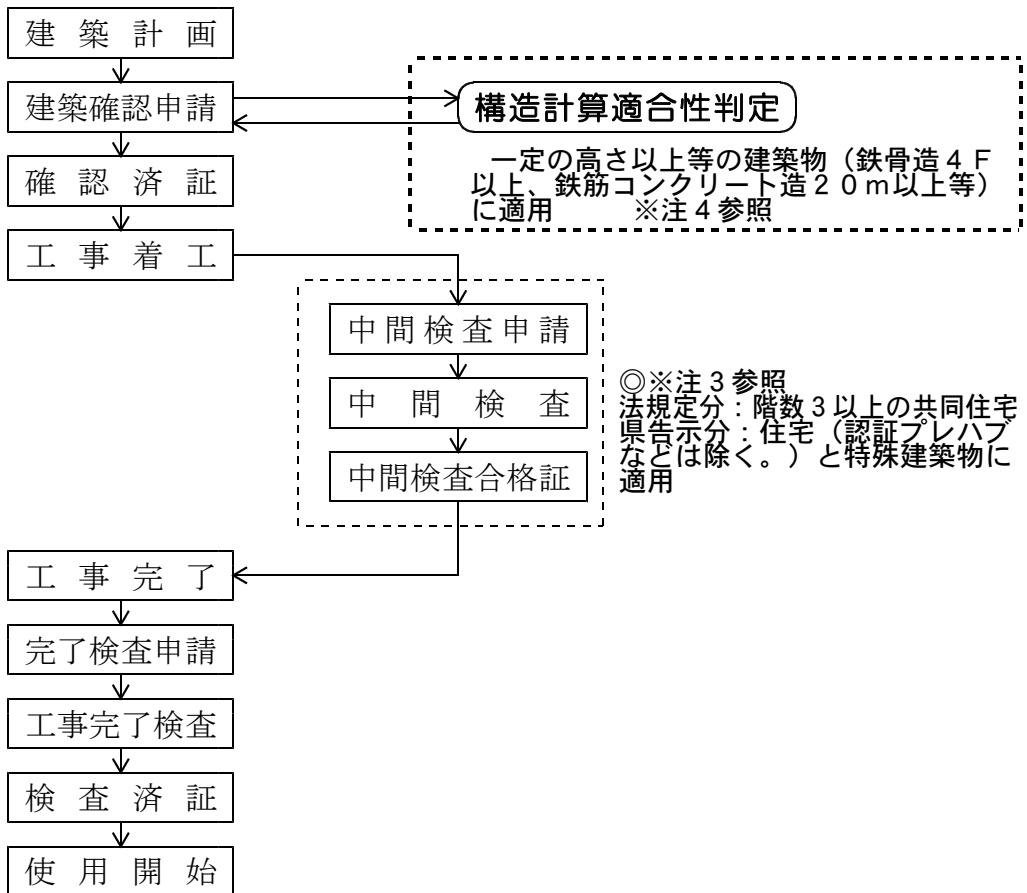 建築計画
建築確認申請
構造計算適合性判定
一定の高さ以上等の建築物（鉄骨造４Ｆ
以上、鉄筋コンクリート造２０ｍ以上等）
に適用　　　※注４参照
確認済証
工事着工
中間検査申請
中間検査
中間検査合格証
◎※注３参照
法規定分：階数３以上の共同住宅
県告示分：住宅（認証プレハブ
などは除く。）と特殊建築物に
適用
工事完了
完了検査申請
工事完了検査
検査済証
使用開始